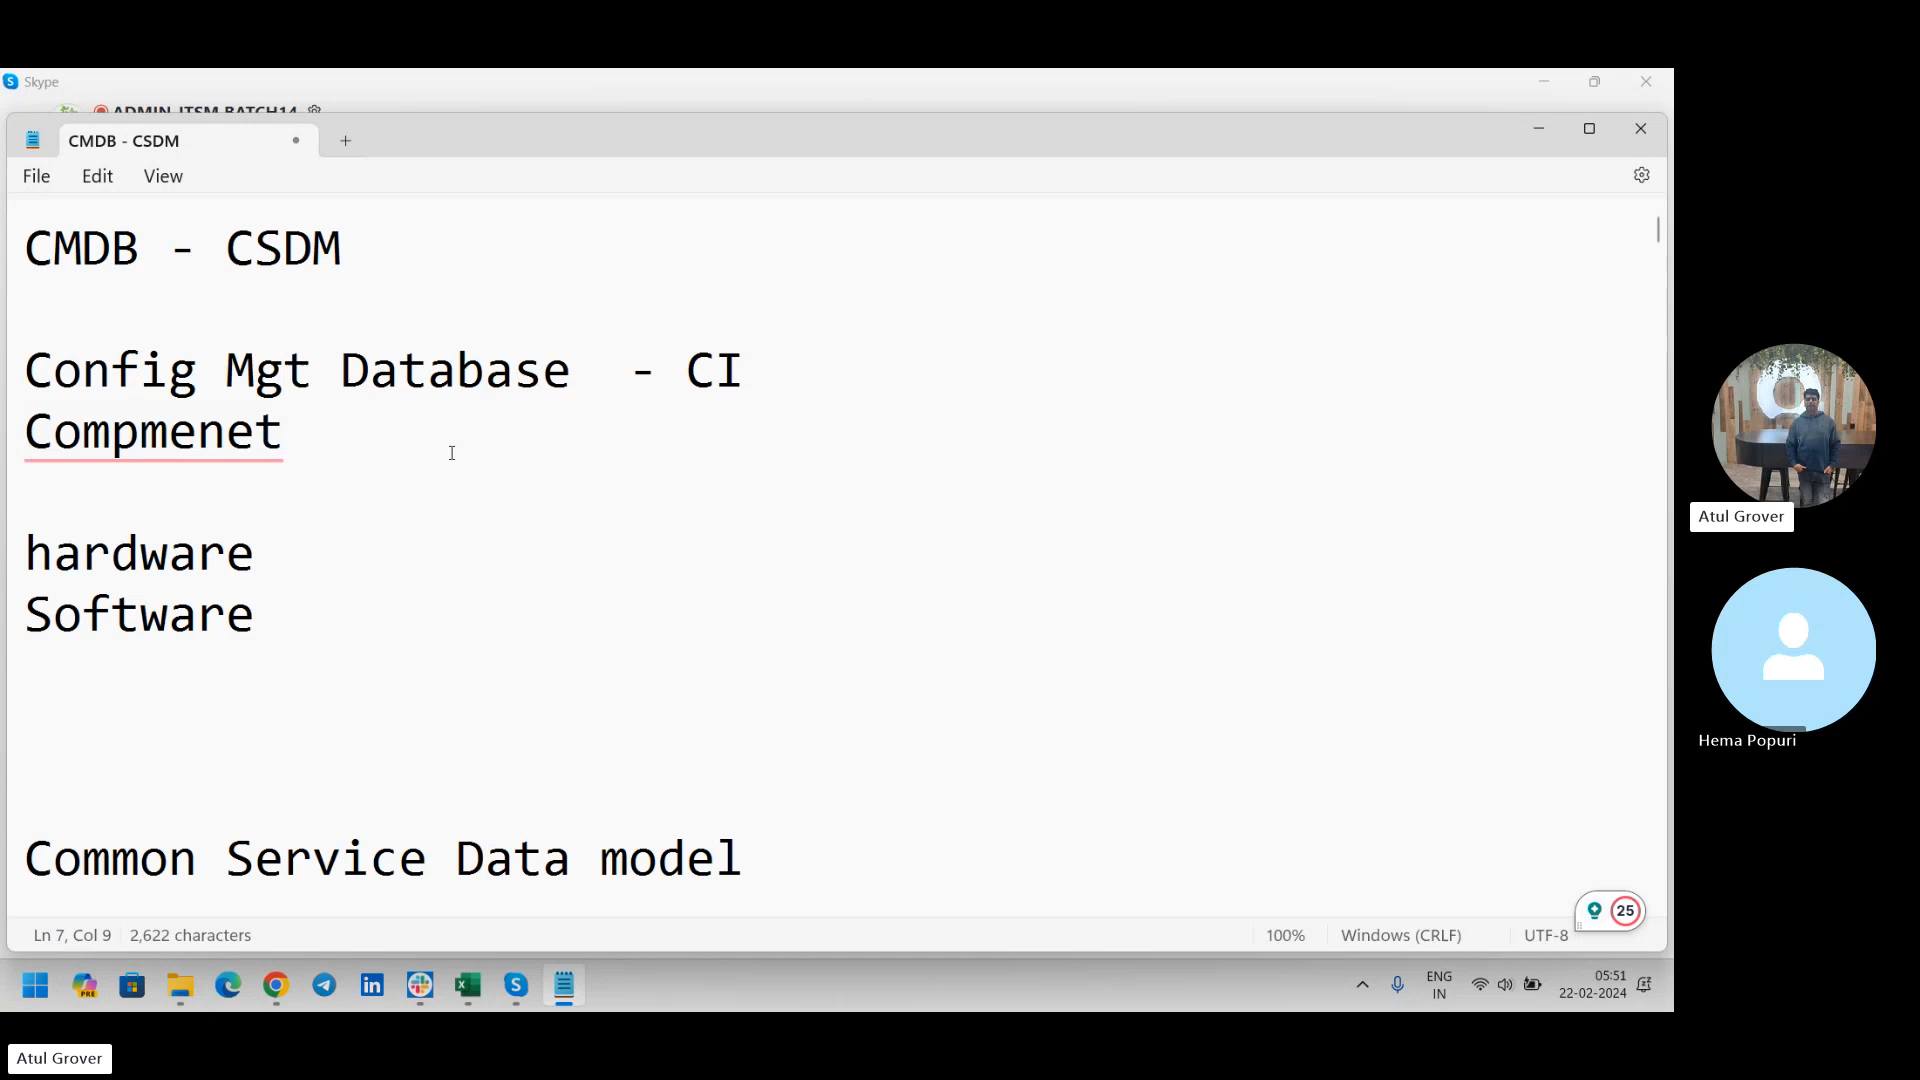 Skype
ADMIN_ITSM BATCH14
CMDB - CSDM
File Edit View
CMDB - CSDM
Config Mgt Database - CI
Compmenet
hardware
Software
Common Service Data model
25
Ln 7, Col 9 2,622 characters 100% Windows (CRLF) UTF-8
ENG
IN
05:51
22-02-2024
Atul Grover
Hema Popuri
Atul Grover